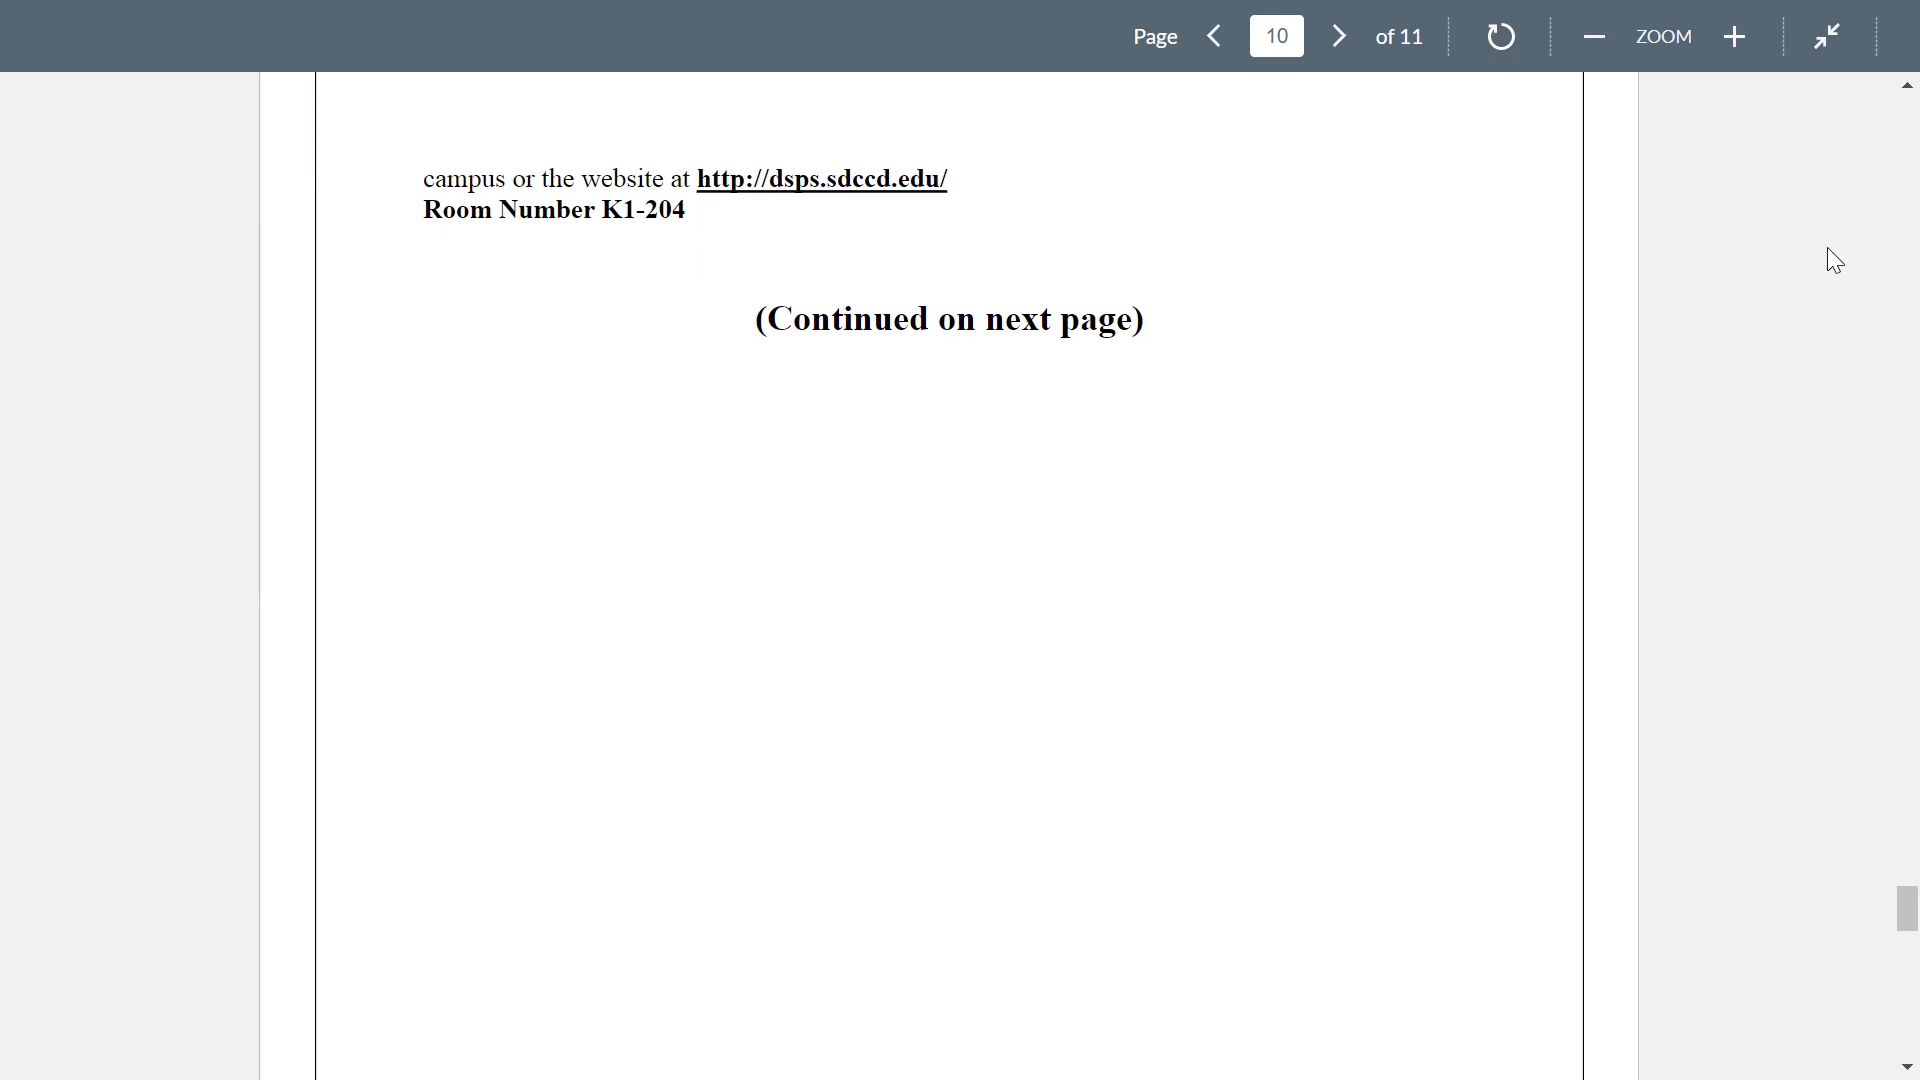 Page 10 of 11 ZOOM
campus or the website at http://dsps.sdccd.edu/
Room Number K1-204
(Continued on next page)